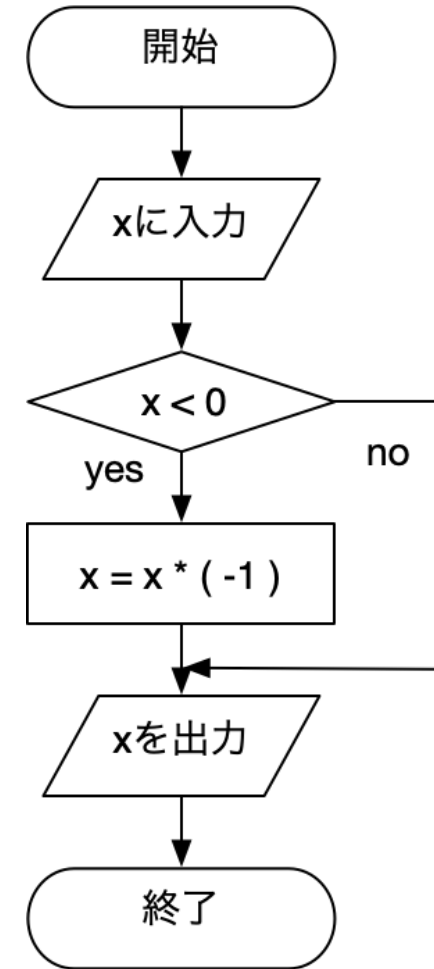 開始
xに入力
x < 0
yes
no
x = x * ( -1 )
xを出力
終了